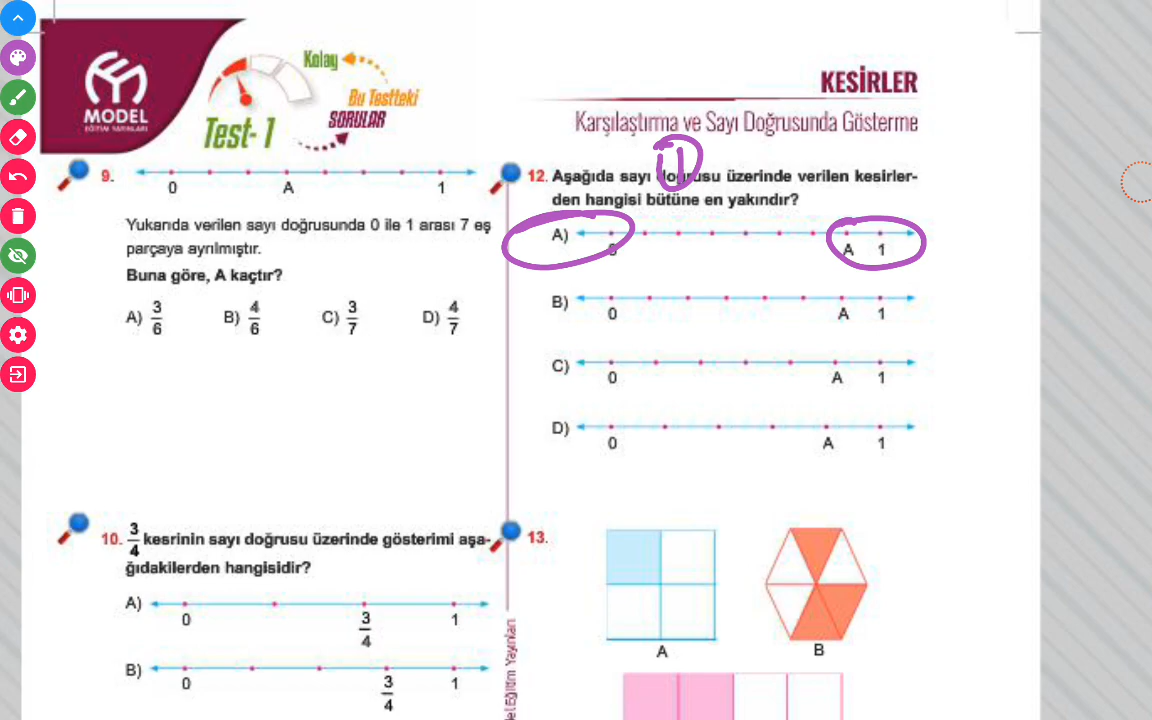 MODEL
EĞİTİM YAYINLARI
Test- 1
Kolay
Bu Testteki
SORULAR
KESİRLER
Karşılaştırma ve Sayı Doğrusunda Gösterme
9.
0 A 1
Yukarıda verilen sayı doğrusunda 0 ile 1 arası 7 eş
parçaya ayrılmıştır.
Buna göre, A kaçtır?
A) 3/6 B) 4/6 C) 3/7 D) 4/7
10. 3/4 kesrinin sayı doğrusu üzerinde gösterimi aşa-
ğıdakilerden hangisidir?
A)
0 3/4 1
B)
0 3/4 1
12. Aşağıda sayı doğrusu üzerinde verilen kesirler-
den hangisi bütüne en yakındır?
1
A)
0 A 1
B)
0 A 1
C)
0 A 1
D)
0 A 1
13.
A B
Eğitim Yayınları